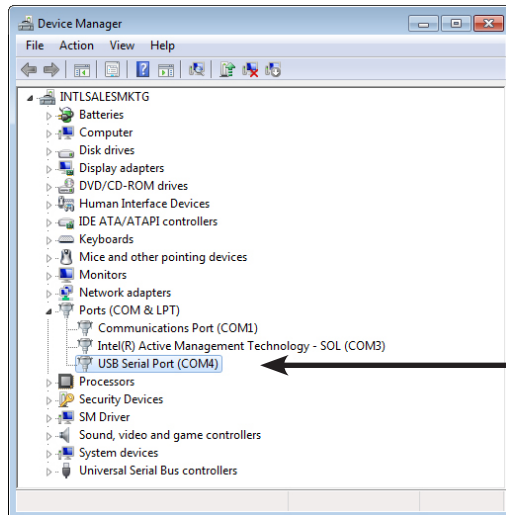 Device Manager
File Action View Help
INTLSALESMKTG
Batteries
Computer
Disk drives
Display adapters
DVD/CD-ROM drives
Human Interface Devices
IDE ATA/ATAPI controllers
Keyboards
Mice and other pointing devices
Monitors
Network adapters
Ports (COM & LPT)
Communications Port (COM1)
Intel(R) Active Management Technology - SOL (COM3)
USB Serial Port (COM4)
Processors
Security Devices
SM Driver
Sound, video and game controllers
System devices
Universal Serial Bus controllers